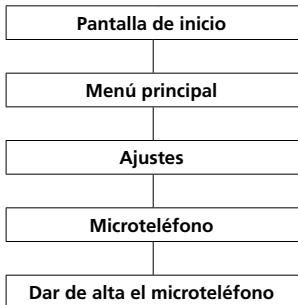 Pantalla de inicio
Menú principal
Ajustes
Microteléfono
Dar de alta el microteléfono